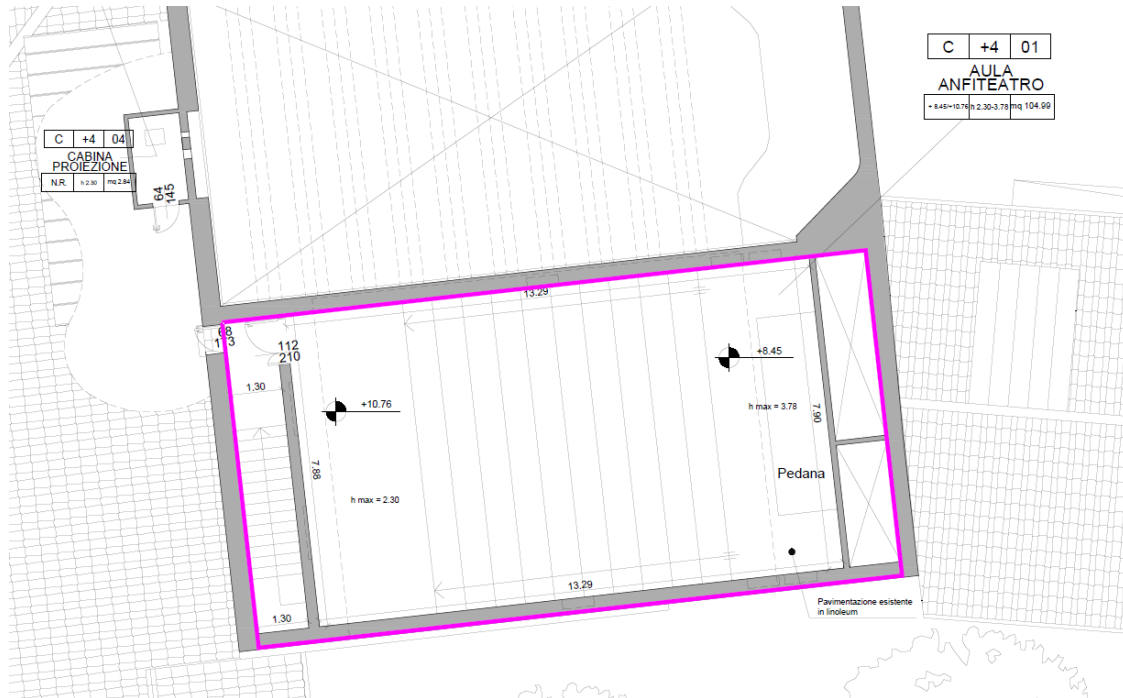 C +4 01
AULA
ANFITEATRO
+ 8.45/+10.76 h 2.30-3.78 mq 104.99
C +4 04
CABINA
PROIEZIONE
N.R. h 2.30 mq 2.84
64
145
13.29
68
173
112
210
+8.45
1.30
+10.76
h max = 3.78
7.90
7.88
Pedana
h max = 2.30
13.29
1.30
Pavimentazione esistente
in linoleum